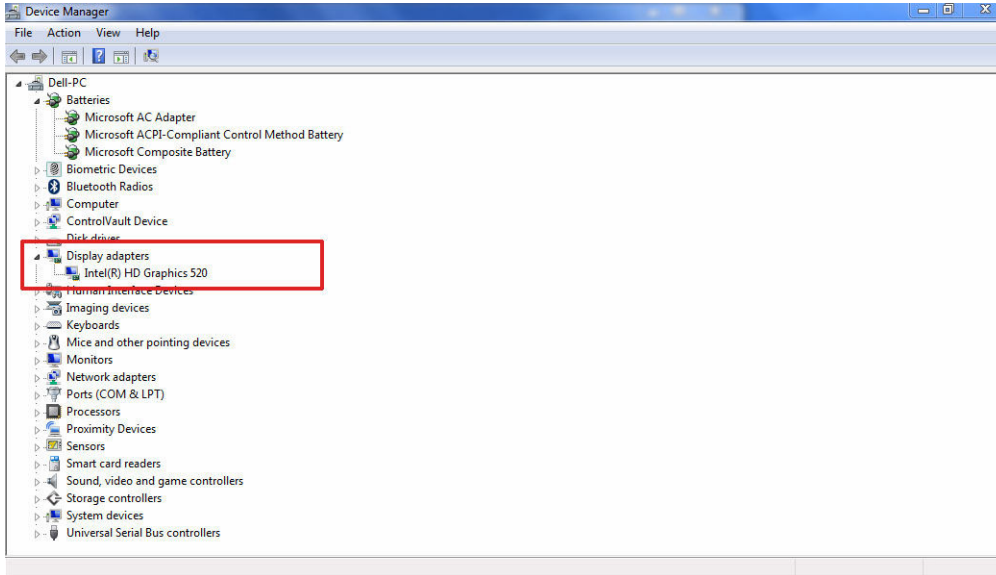 Device Manager
File Action View Help
Dell-PC
Batteries
Microsoft AC Adapter
Microsoft ACPI-Compliant Control Method Battery
Microsoft Composite Battery
Biometric Devices
Bluetooth Radios
Computer
ControlVault Device
Disk drives
Display adapters
Intel(R) HD Graphics 520
Human Interface Devices
Imaging devices
Keyboards
Mice and other pointing devices
Monitors
Network adapters
Ports (COM & LPT)
Processors
Proximity Devices
Sensors
Smart card readers
Sound, video and game controllers
Storage controllers
System devices
Universal Serial Bus controllers